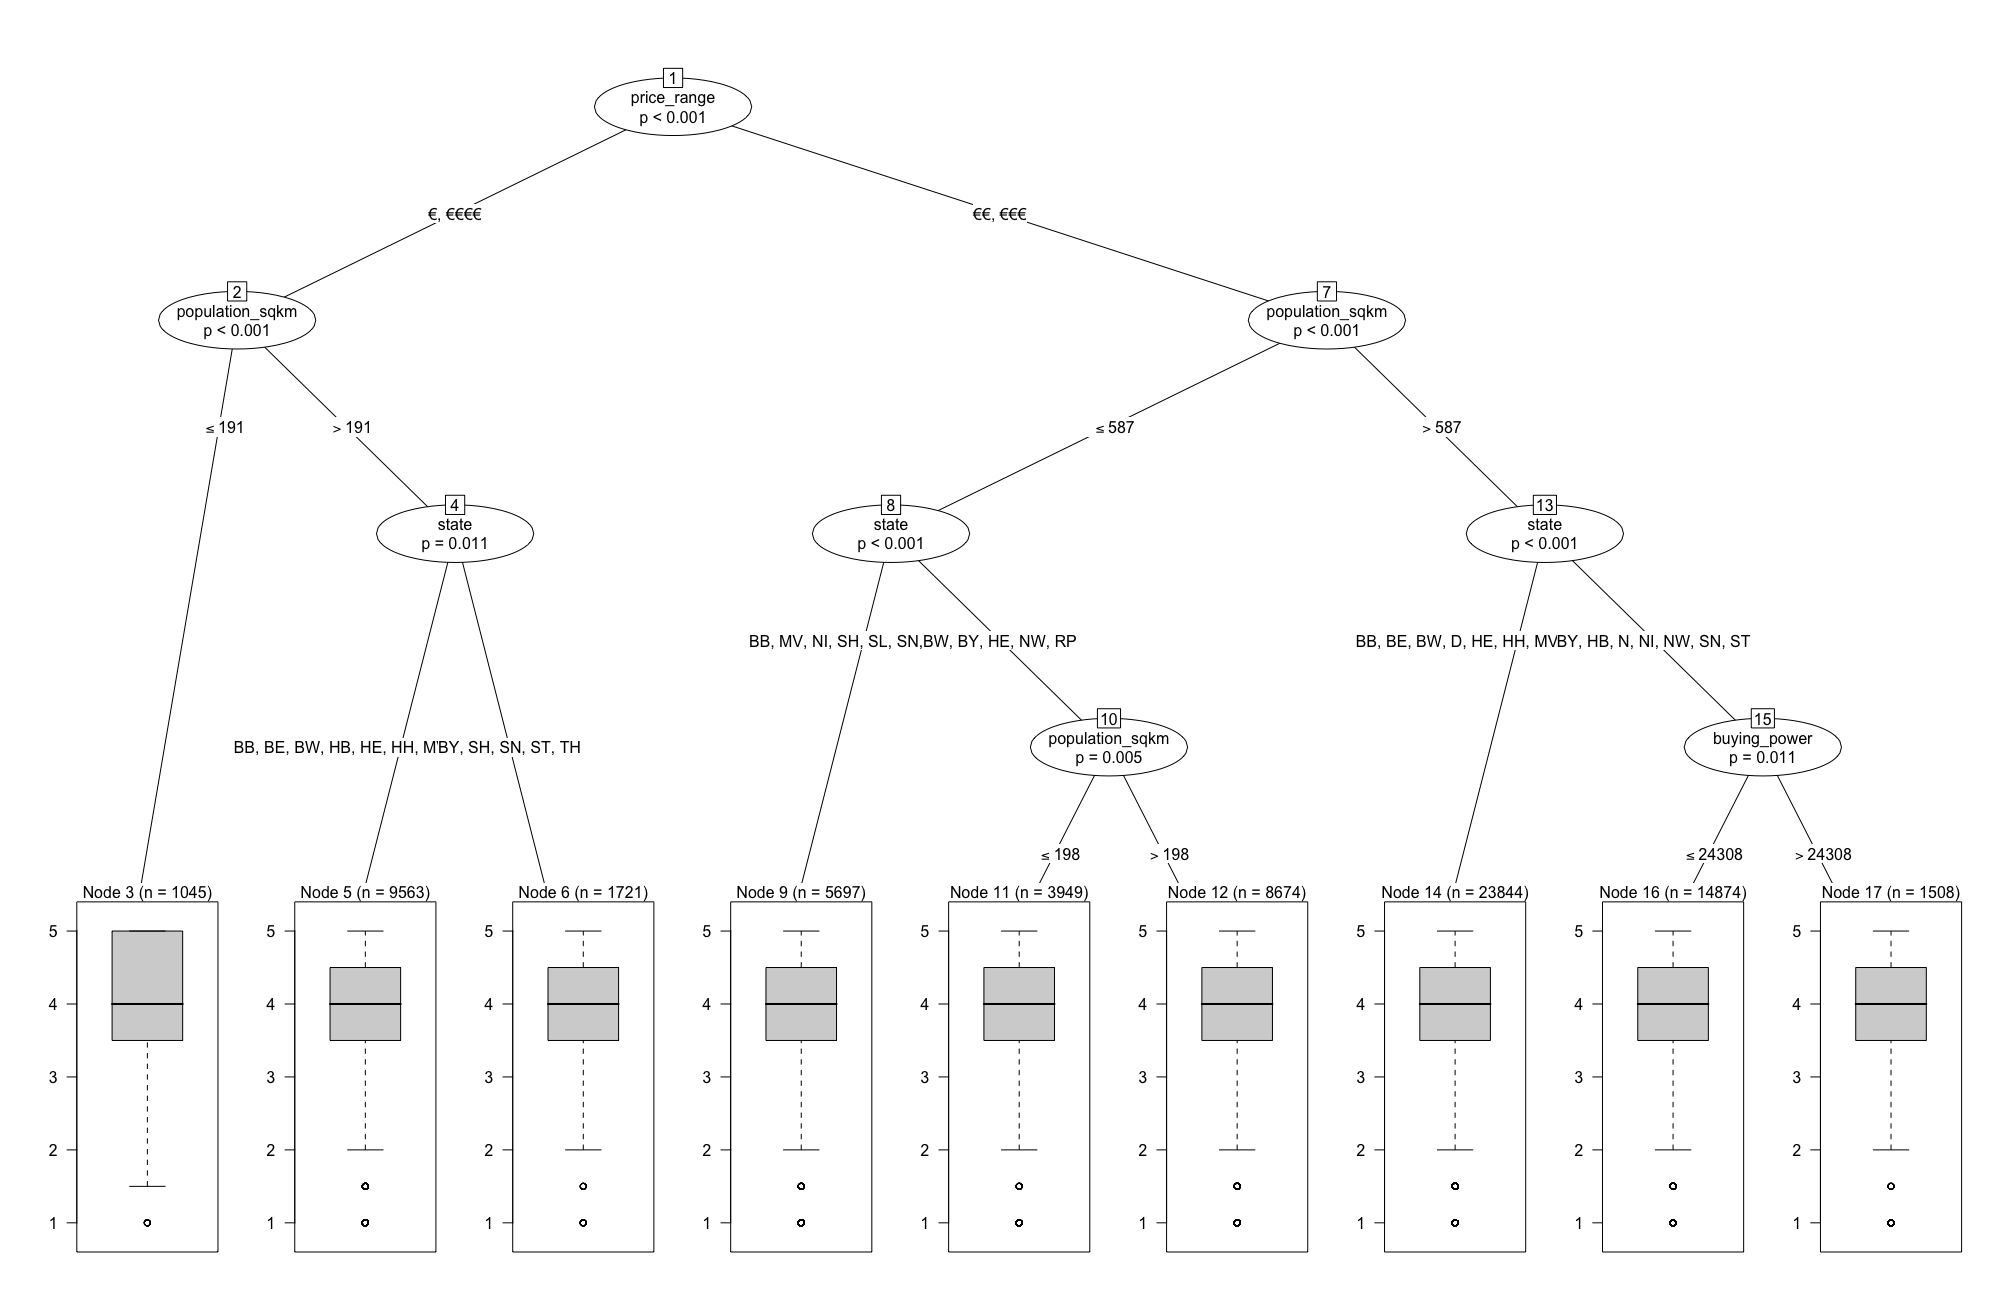 1
price_range
p < 0.001
€, €€€€
€€, €€€
2
population_sqkm
p < 0.001
7
population_sqkm
p < 0.001
≤ 191
> 191
≤ 587
> 587
4
state
p = 0.011
8
state
p < 0.001
13
state
p < 0.001
BB, MV, NI, SH, SL, SN,
BW, BY, HE, NW, RP
BB, BE, BW, D, HE, HH, MV
BY, HB, N, NI, NW, SN, ST
BB, BE, BW, HB, HE, HH, M
BY, SH, SN, ST, TH
10
population_sqkm
p = 0.005
15
buying_power
p = 0.011
≤ 198
> 198
≤ 24308
> 24308
Node 3 (n = 1045)
5
4
3
2
1
Node 5 (n = 9563)
5
4
3
2
1
Node 6 (n = 1721)
5
4
3
2
1
Node 9 (n = 5697)
5
4
3
2
1
Node 11 (n = 3949)
5
4
3
2
1
Node 12 (n = 8674)
5
4
3
2
1
Node 14 (n = 23844)
5
4
3
2
1
Node 16 (n = 14874)
5
4
3
2
1
Node 17 (n = 1508)
5
4
3
2
1